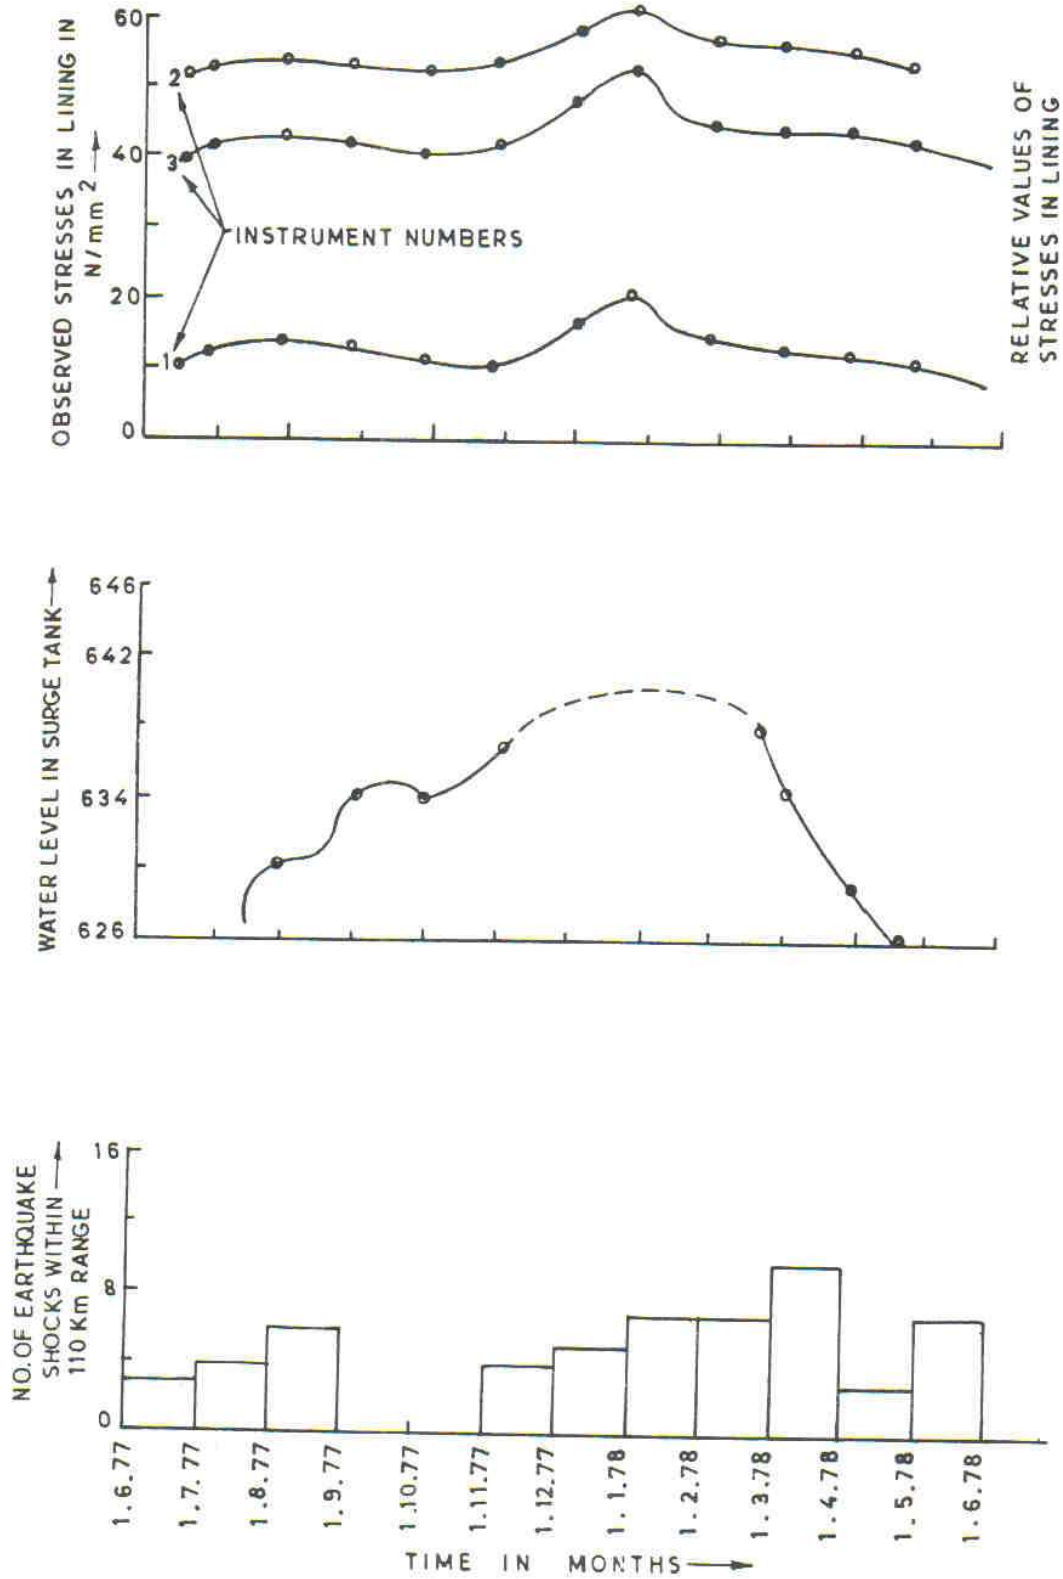 OBSERVED STRESSES IN LINING IN
N/mm²
60
40
20
10
0
2
3
1
INSTRUMENT NUMBERS
RELATIVE VALUES OF
STRESSES IN LINING
WATER LEVEL IN SURGE TANK
646
642
634
626
NO.OF EARTHQUAKE
SHOCKS WITHIN
110 Km RANGE
16
8
0
1.6.77
1.7.77
1.8.77
1.9.77
1.10.77
1.11.77
1.12.77
1.1.78
1.2.78
1.3.78
1.4.78
1.5.78
1.6.78
TIME IN MONTHS